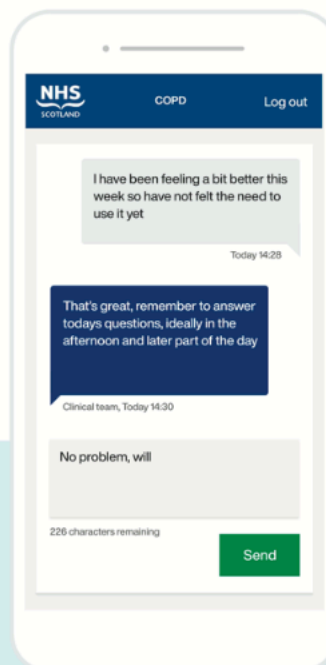 NHS
SCOTLAND
COPD
Log out
I have been feeling a bit better this
week so have not felt the need to
use it yet
Today 14:28
That's great, remember to answer
todays questions, ideally in the
afternoon and later part of the day
Clinical team, Today 14:30
No problem, will
226 characters remaining
Send